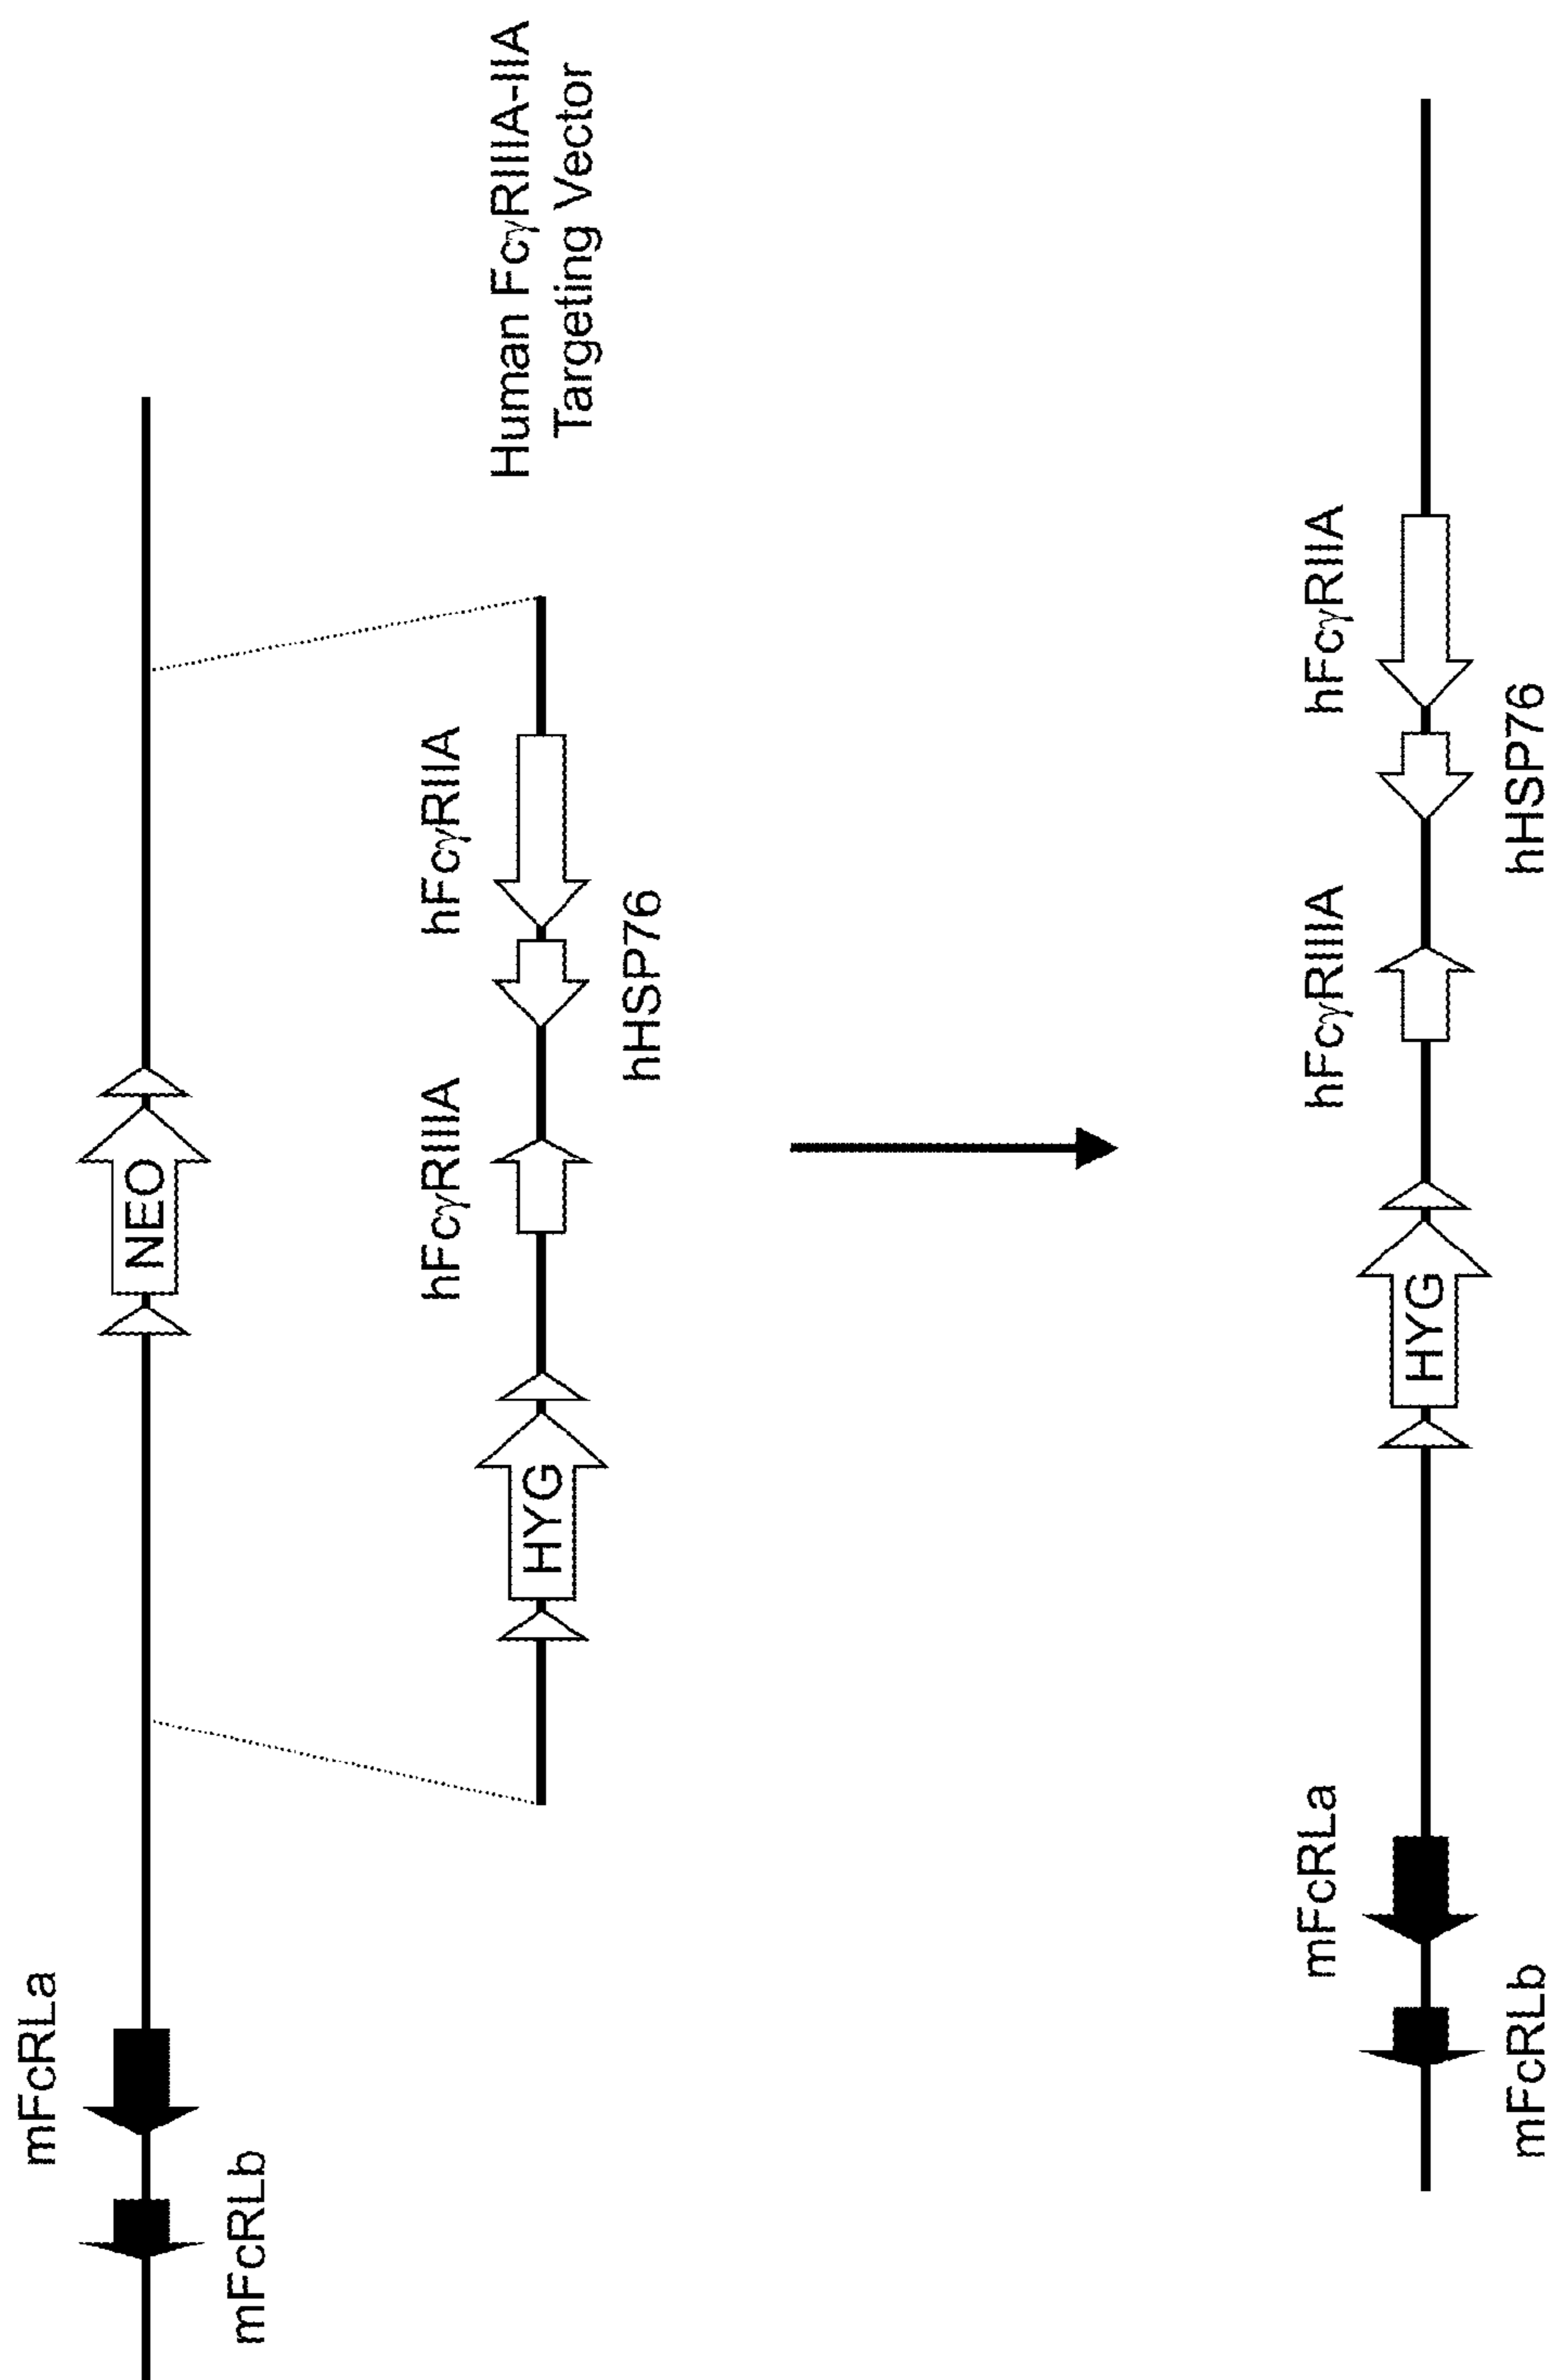 mFcRLa
NEO
mFcRLb
Human FcγRIIIA-IIA
Targeting Vector
hFcγRIIIA
hFcγRIIA
HYG
hHSP76
mFcRLa
hFcγRIIIA
hFcγRIIA
HYG
mFcRLb
hHSP76